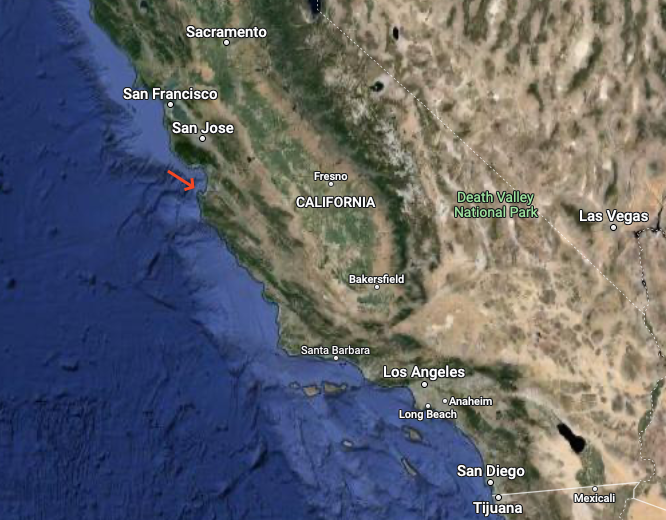 Sacramento
San Francisco
San Jose
Fresno
CALIFORNIA
Death Valley
National Park
Las Vegas
Bakersfield
Santa Barbara
Los Angeles
Anaheim
Long Beach
San Diego
Mexicali
Tijuana